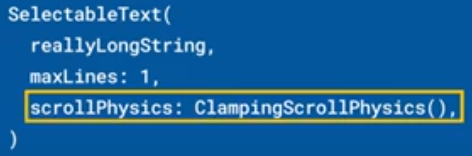 SelectableText(
reallyLongString,
maxLines: 1,
scrollPhysics: ClampingScrollPhysics(),
)